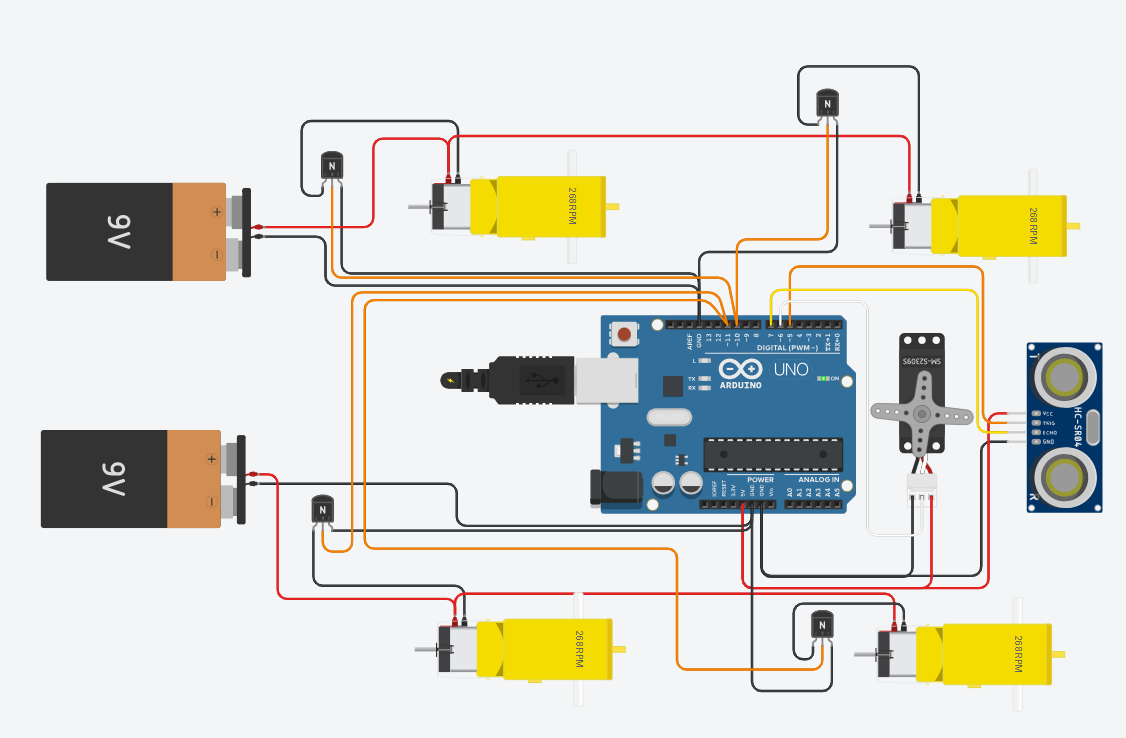 N
N
9V
+
−
268RPM
268RPM
AREF
GND
13
12
~11
~10
~9
8
7
~6
~5
4
~3
2
TX→1
RX←0
DIGITAL (PWM~)
L
TX
RX
ARDUINO
UNO
ON
SM-S2309S
HC-SR04
T
VCC
TRIG
ECHO
GND
R
9V
+
−
N
POWER
ANALOG IN
IOREF
RESET
3.3V
5V
GND
GND
Vin
A0
A1
A2
A3
A4
A5
268RPM
N
268RPM